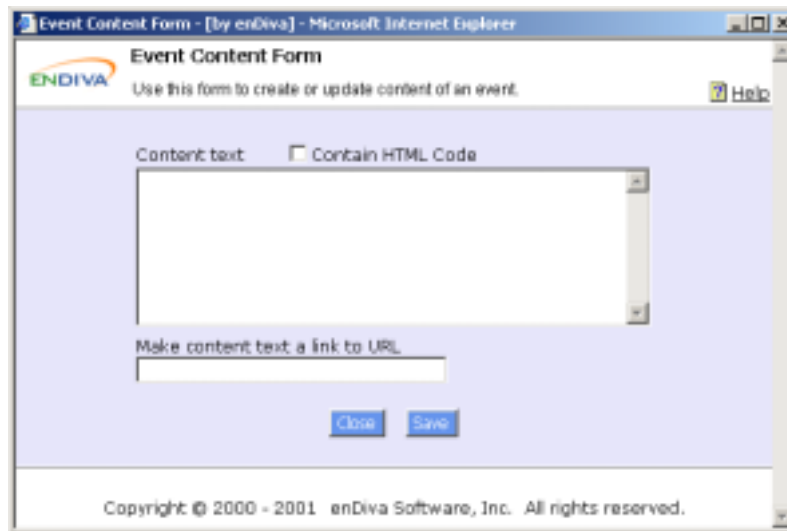 Event Content Form - [by enDiva] - Microsoft Internet Explorer
ENDIVA
Event Content Form
Use this form to create or update content of an event.
Help
Content text Contain HTML Code
Make content text a link to URL
Close Save
Copyright © 2000 - 2001 enDiva Software, Inc. All rights reserved.